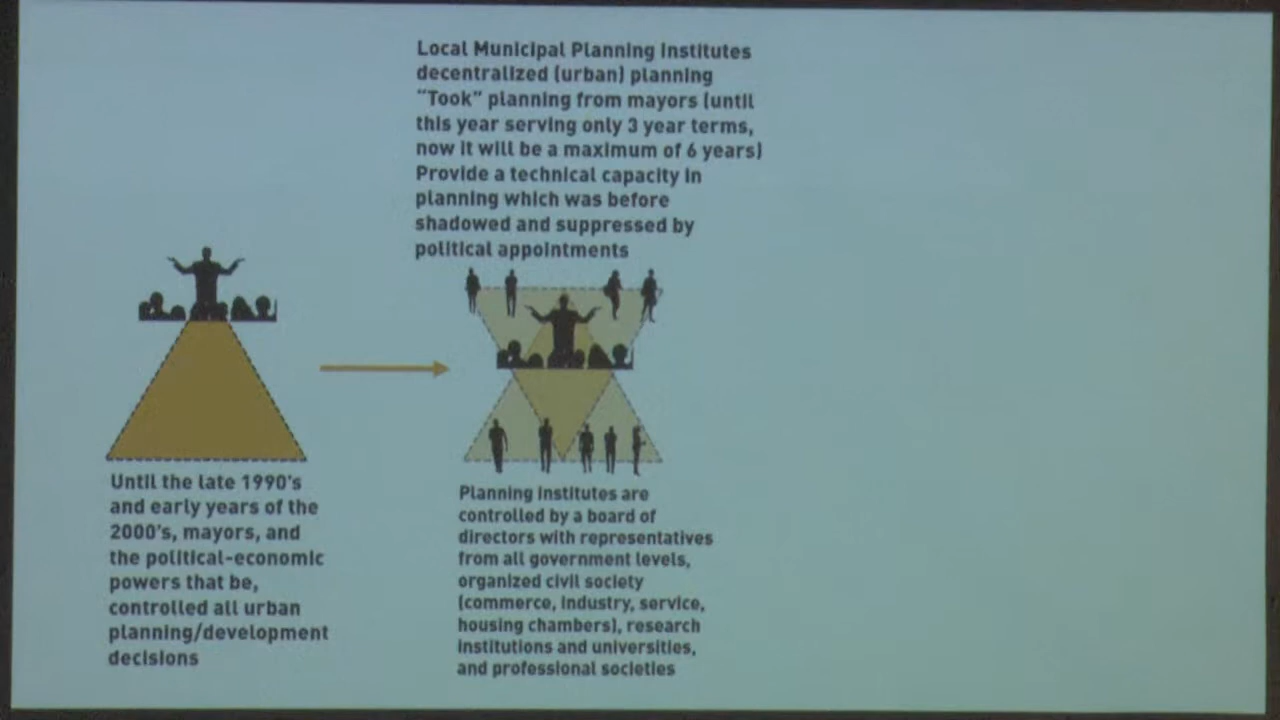 Local Municipal Planning Institutes
decentralized (urban) planning
“Took” planning from mayors (until
this year serving only 3 year terms,
now it will be a maximum of 6 years)
Provide a technical capacity in
planning which was before
shadowed and suppressed by
political appointments
Until the late 1990's
and early years of the
2000's, mayors, and
the political-economic
powers that be,
controlled all urban
planning/development
decisions
Planning institutes are
controlled by a board of
directors with representatives
from all government levels,
organized civil society
(commerce, industry, service,
housing chambers), research
institutions and universities,
and professional societies